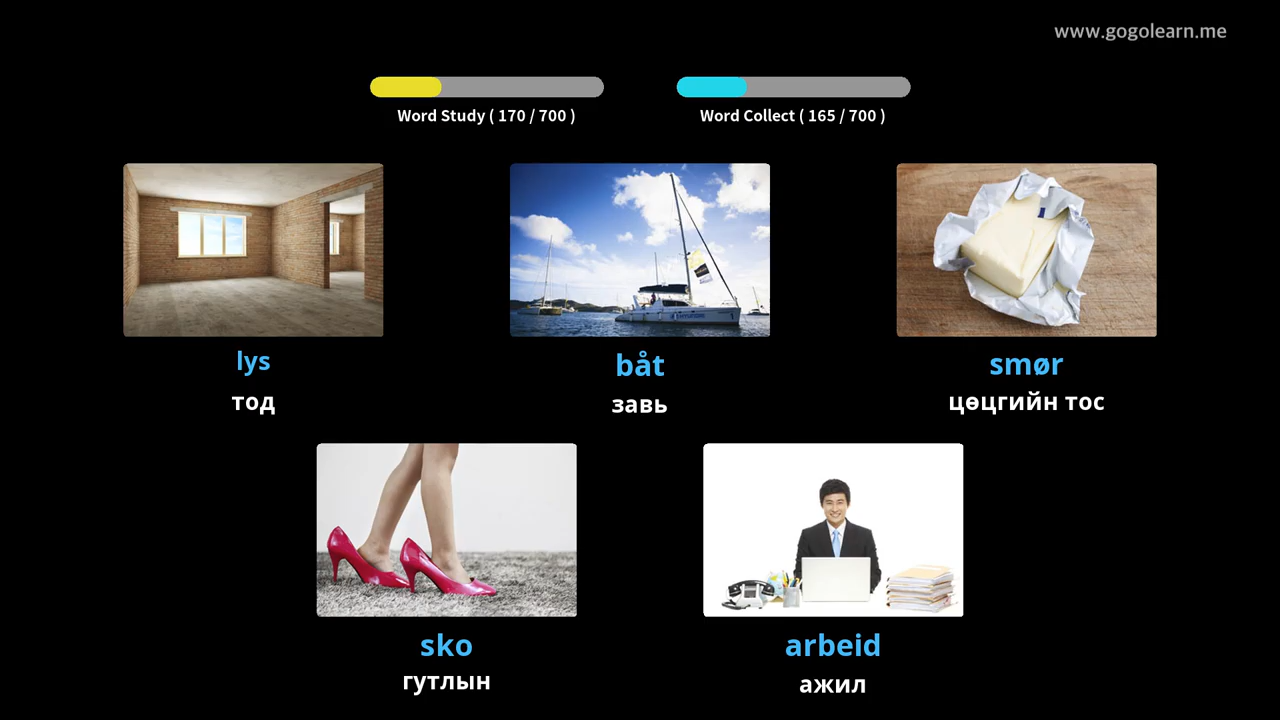 www.gogolearn.me
Word Study ( 170 / 700 )
Word Collect ( 165 / 700 )
lys
båt
smør
тод
завь
цөцгийн тос
sko
arbeid
гутлын
ажил